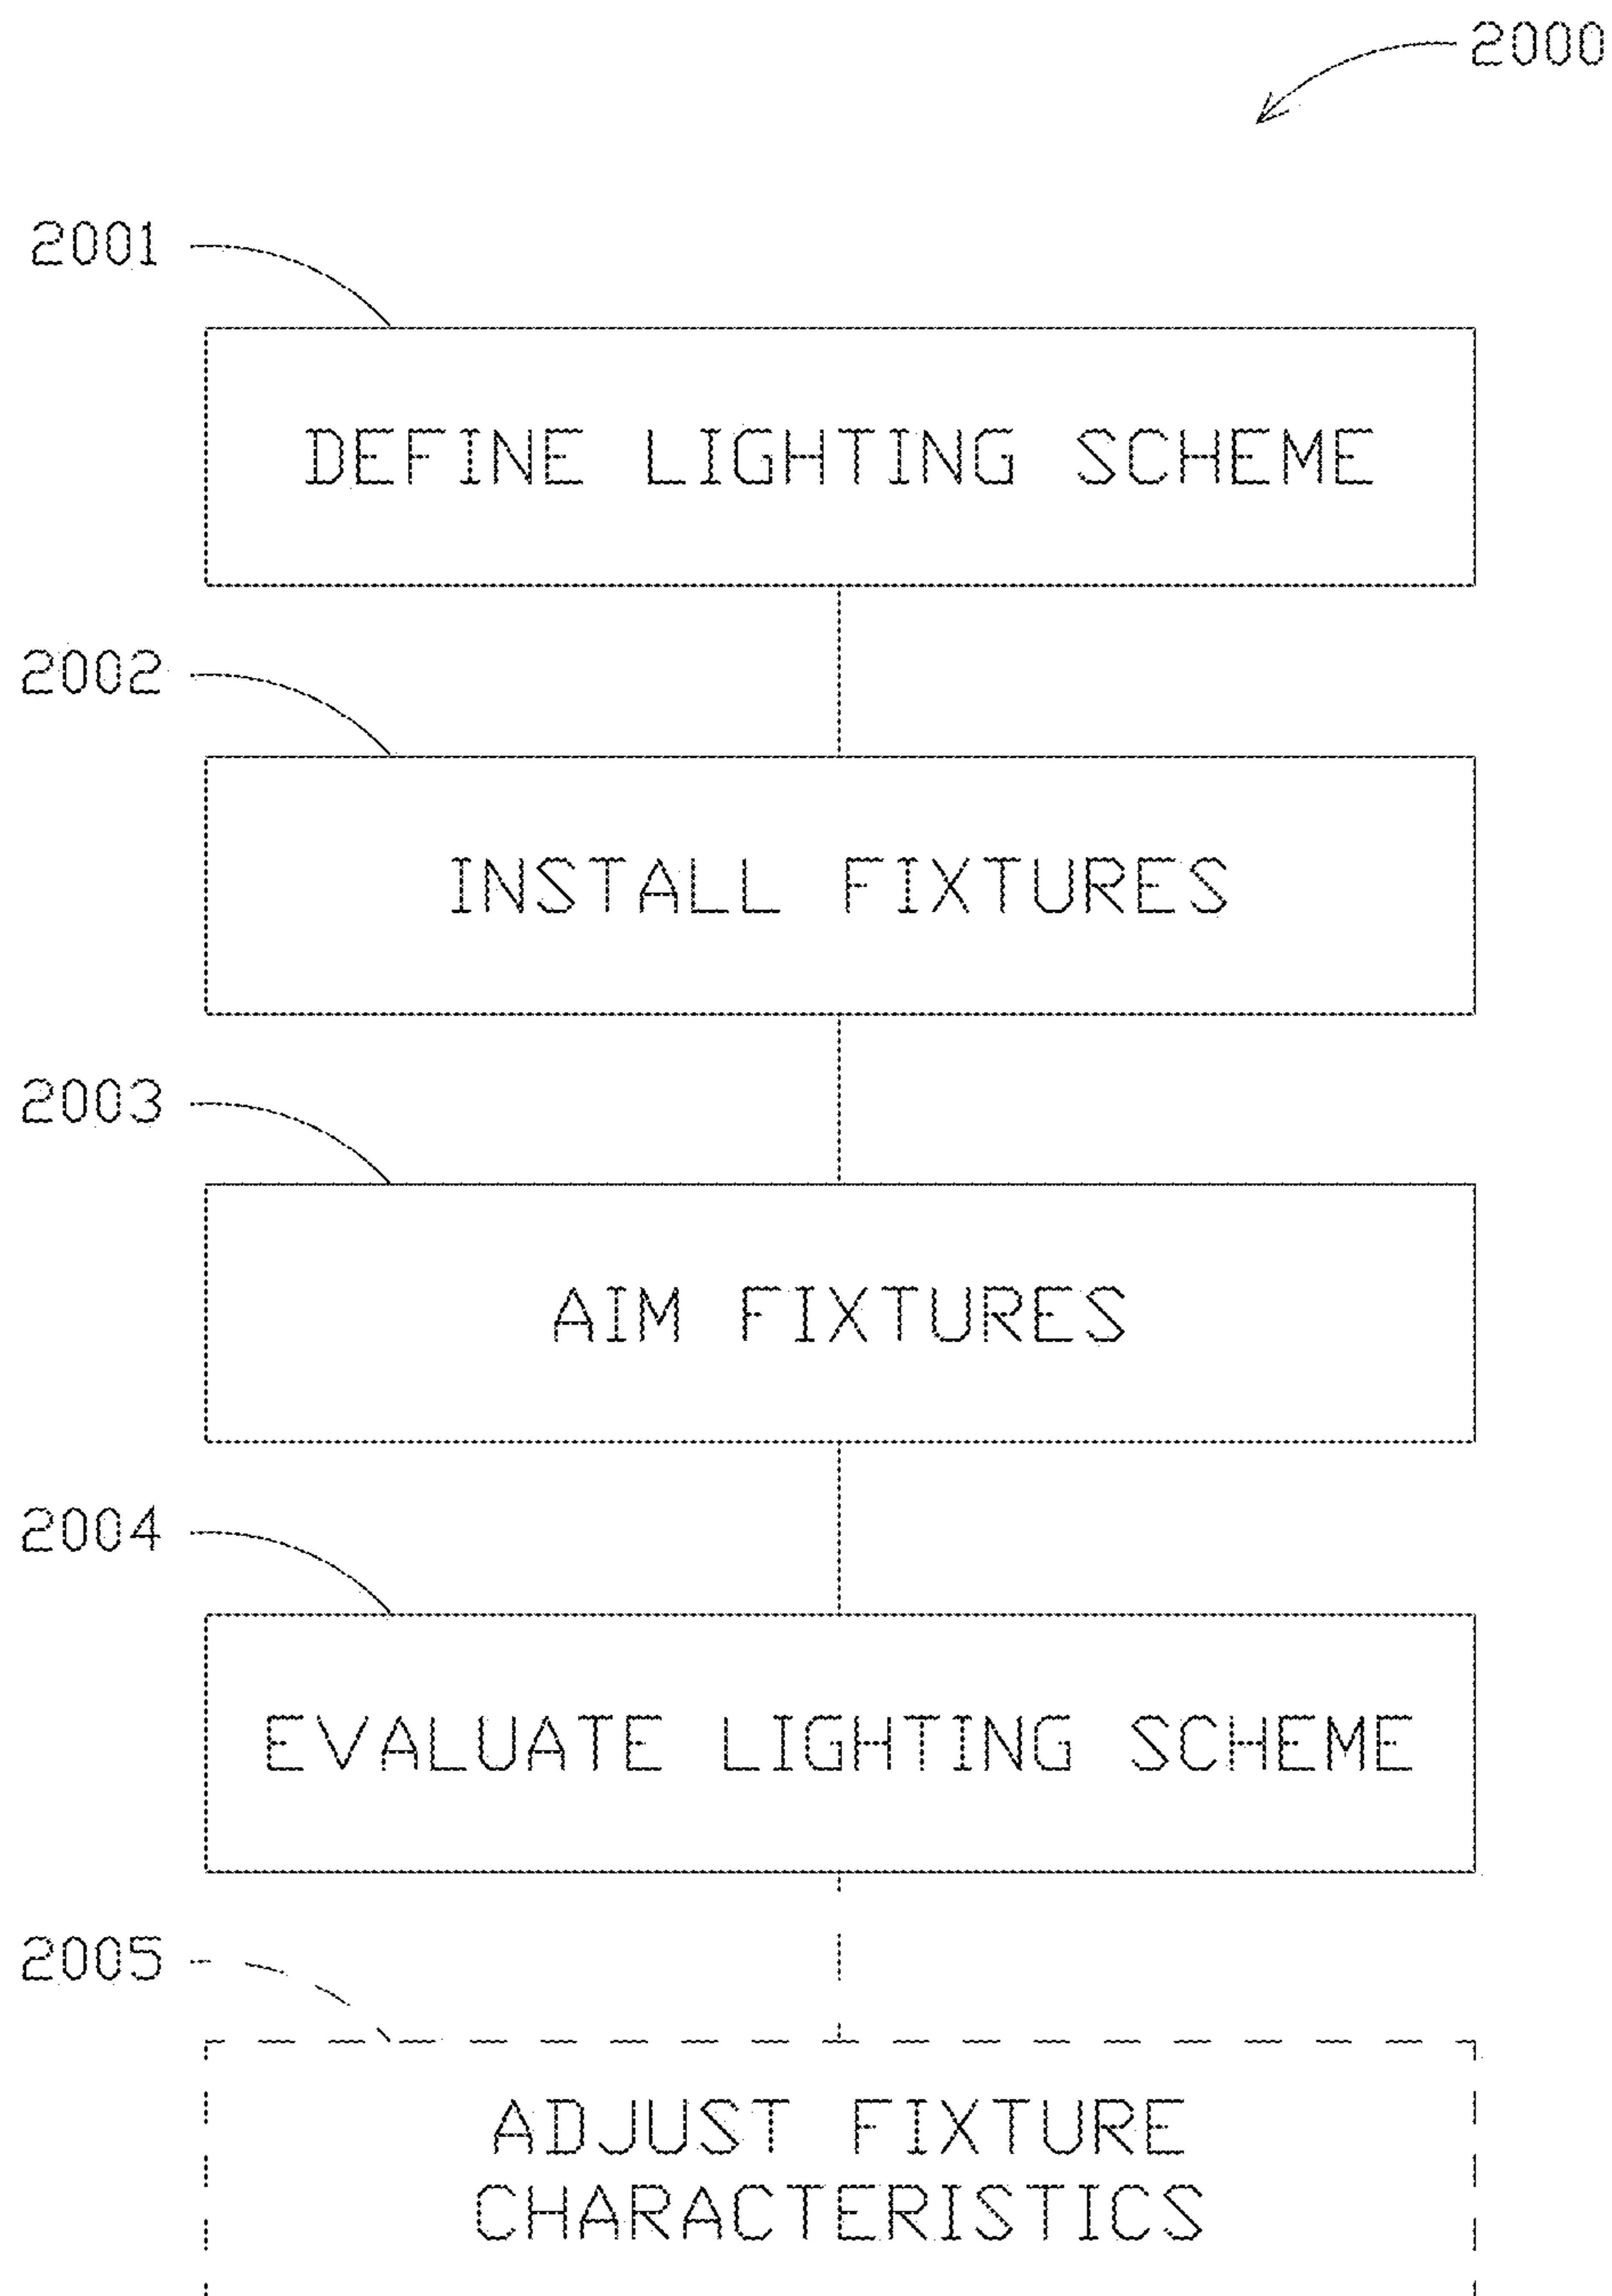 2000
2001
DEFINE LIGHTING SCHEME
2002
INSTALL FIXTURES
2003
AIM FIXTURES
2004
EVALUATE LIGHTING SCHEME
2005
ADJUST FIXTURE
CHARACTERISTICS